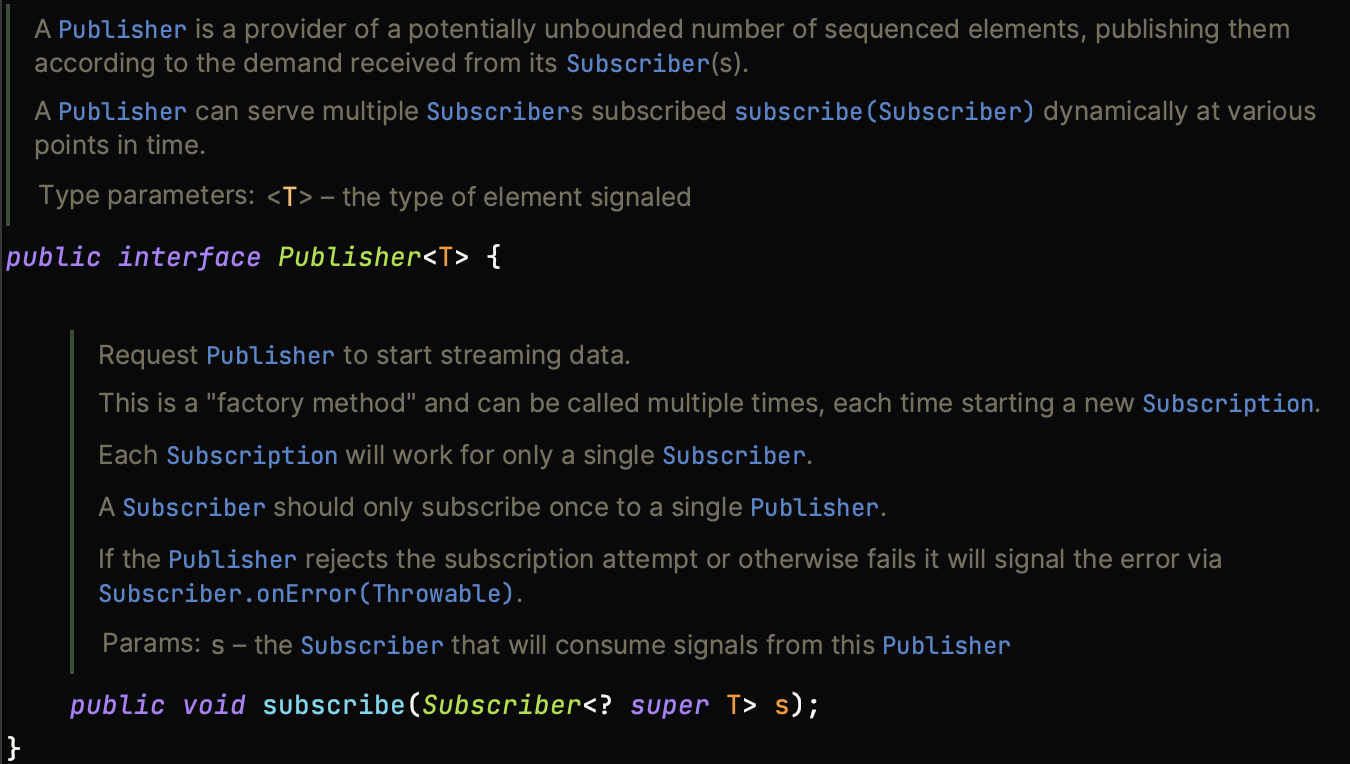 A Publisher is a provider of a potentially unbounded number of sequenced elements, publishing them
according to the demand received from its Subscriber(s).
A Publisher can serve multiple Subscribers subscribed subscribe(Subscriber) dynamically at various
points in time.
Type parameters: <T> – the type of element signaled
public interface Publisher<T> {
Request Publisher to start streaming data.
This is a "factory method" and can be called multiple times, each time starting a new Subscription.
Each Subscription will work for only a single Subscriber.
A Subscriber should only subscribe once to a single Publisher.
If the Publisher rejects the subscription attempt or otherwise fails it will signal the error via
Subscriber.onError(Throwable).
Params: s – the Subscriber that will consume signals from this Publisher
public void subscribe(Subscriber<? super T> s);
}